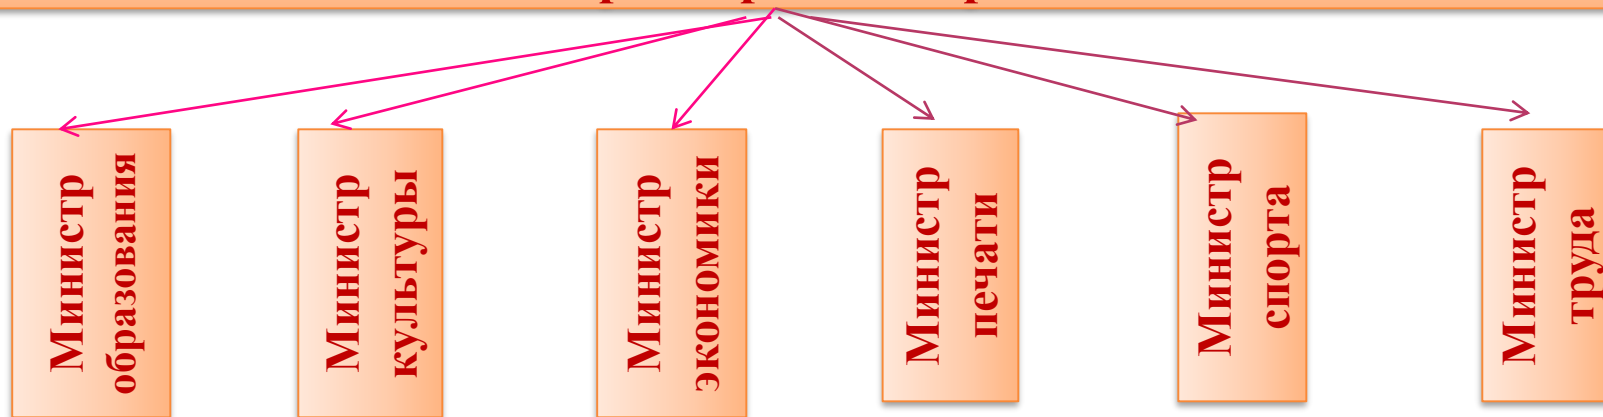 Министр
образования
Министр
культуры
Министр
экономики
Министр
печати
Министр
спорта
Министр
труда